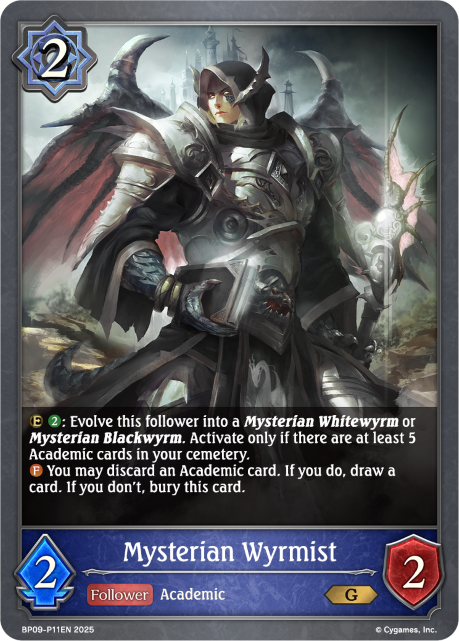 2
E 2: Evolve this follower into a Mysterian Whitewyrm or
Mysterian Blackwyrm. Activate only if there are at least 5
Academic cards in your cemetery.
F You may discard an Academic card. If you do, draw a
card. If you don't, bury this card.
Mysterian Wyrmist
2
Follower Academic
G
2
BP09-P11EN 2025
© Cygames, Inc.